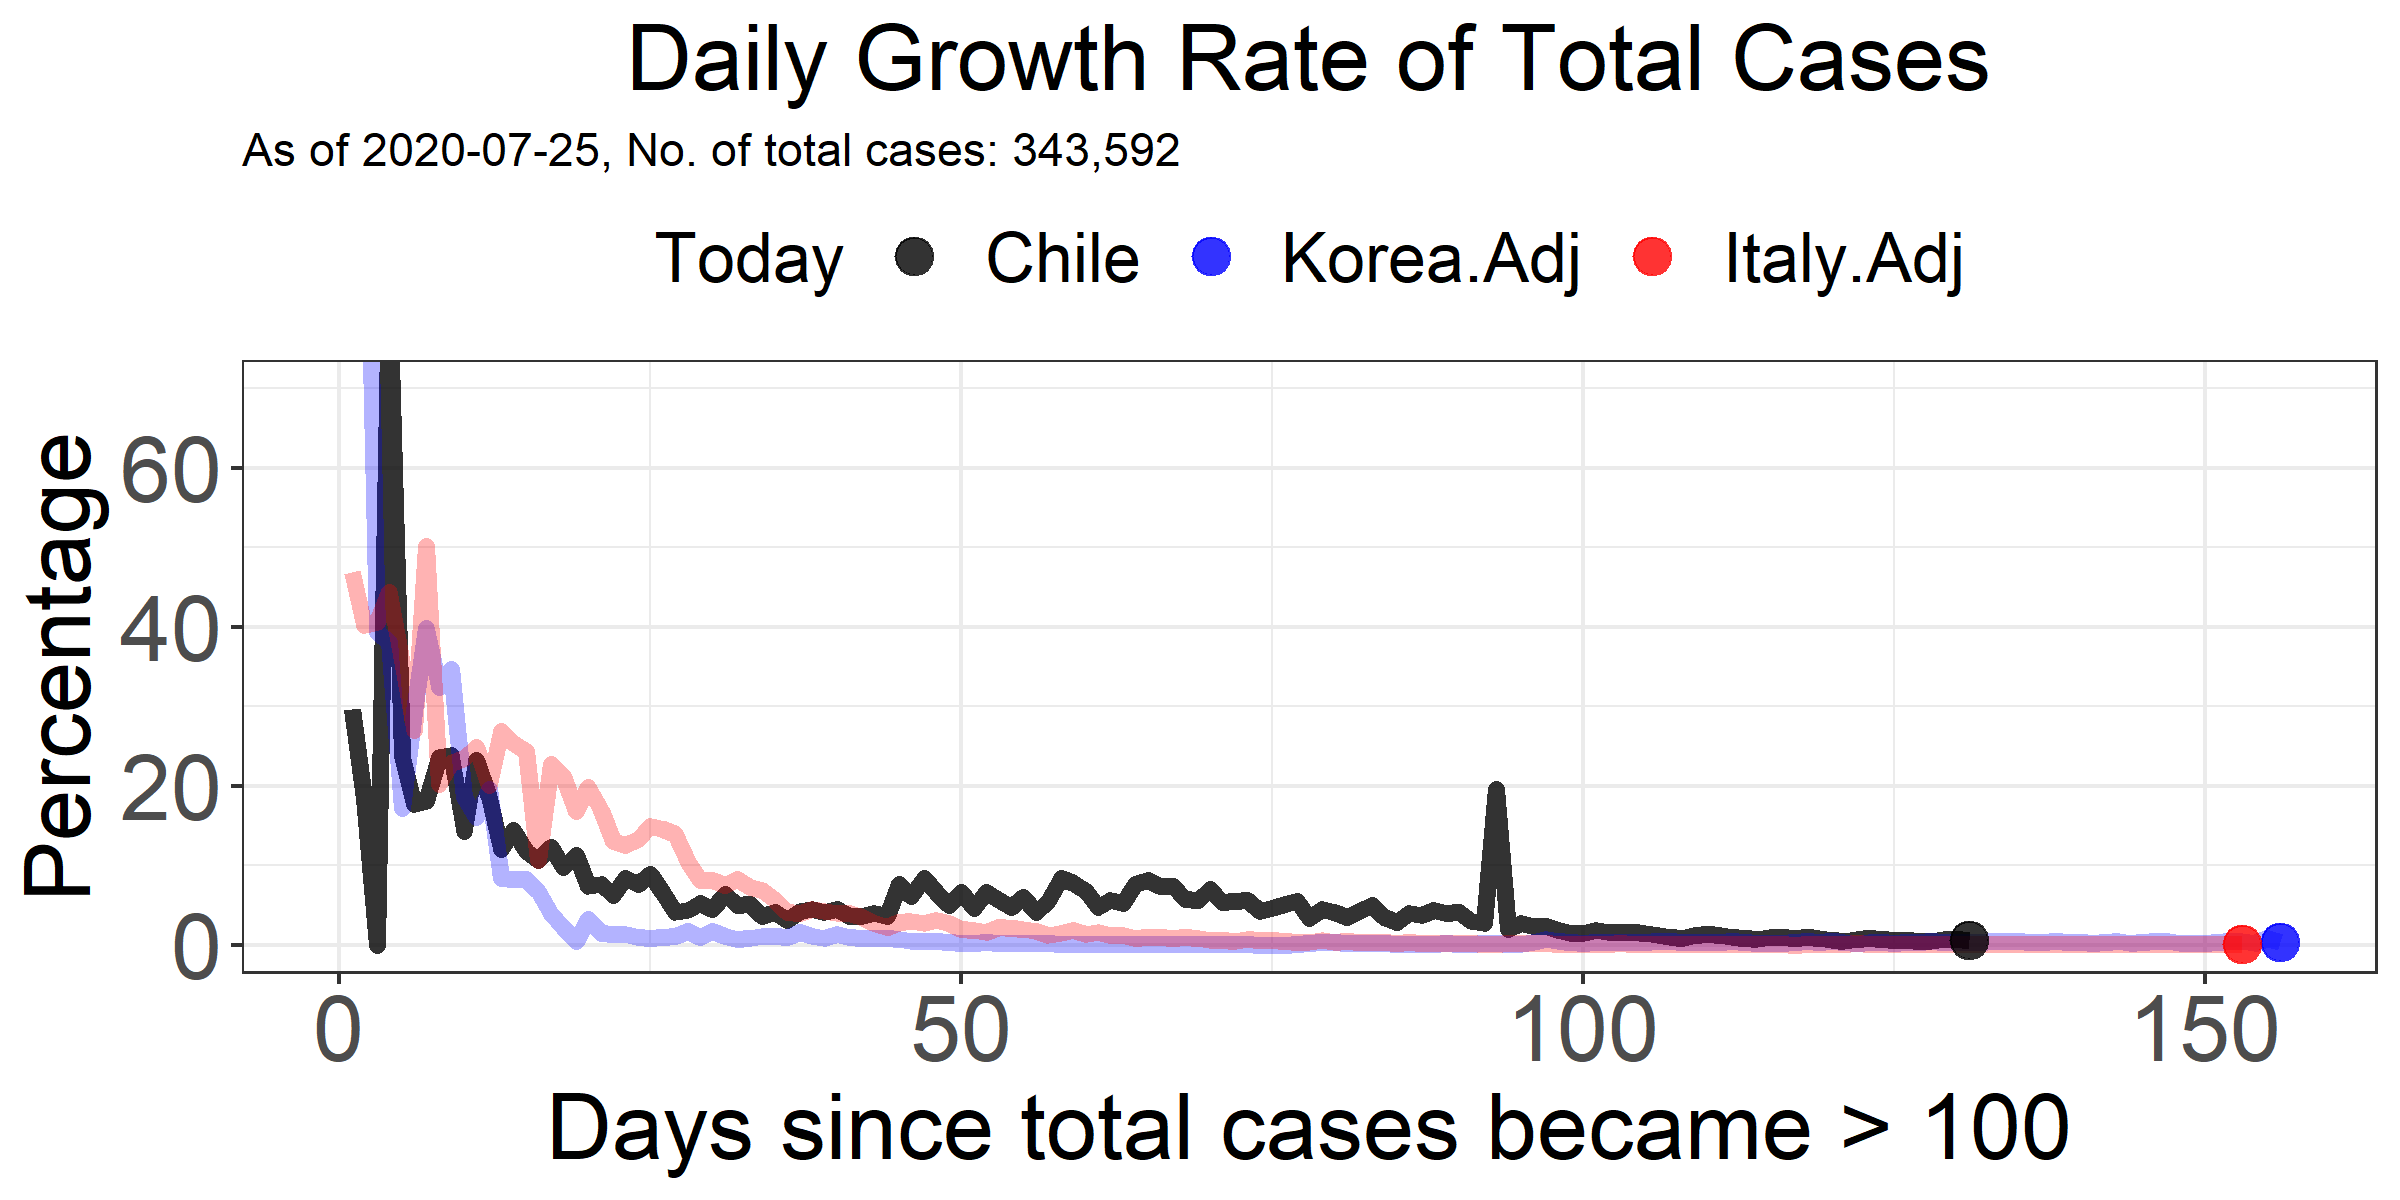 Daily Growth Rate of Total Cases
As of 2020-07-25, No. of total cases: 343,592
Today Chile Korea.Adj Italy.Adj
Percentage
60
40
20
0
0 50 100 150
Days since total cases became > 100